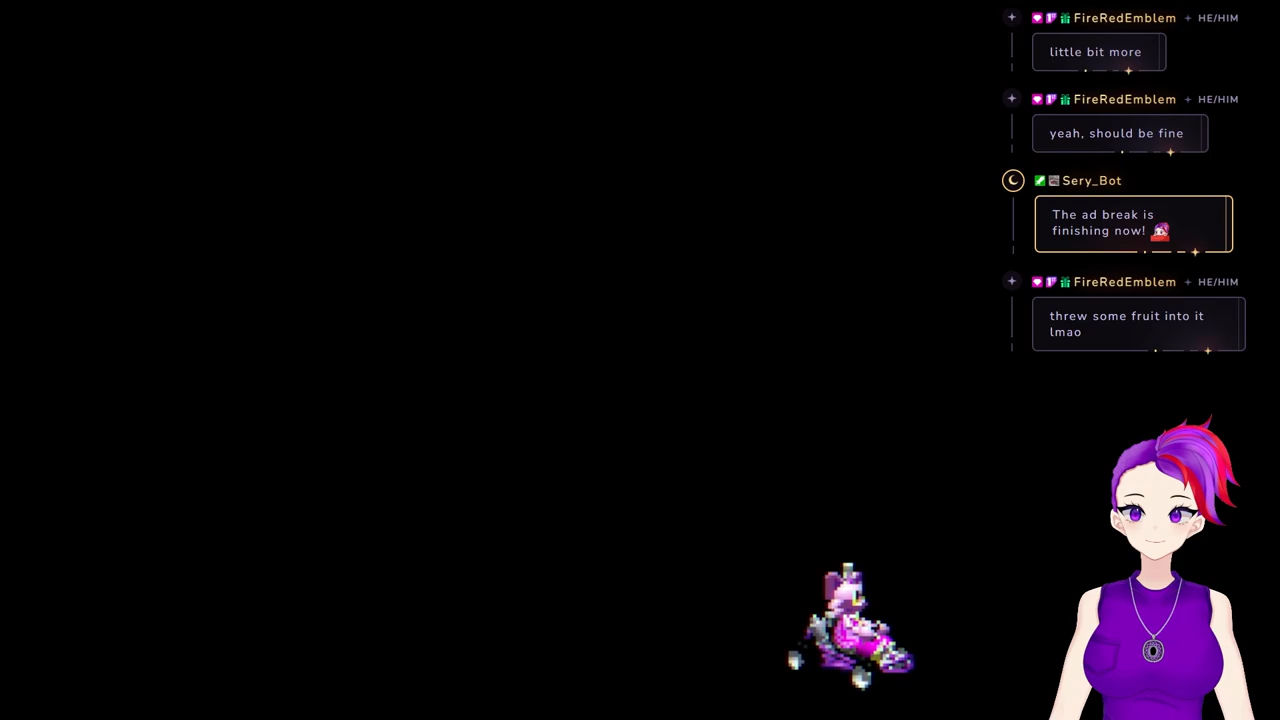 FireRedEmblem HE/HIM
little bit more
FireRedEmblem HE/HIM
yeah, should be fine
Sery_Bot
The ad break is
finishing now!
FireRedEmblem HE/HIM
threw some fruit into it
lmao